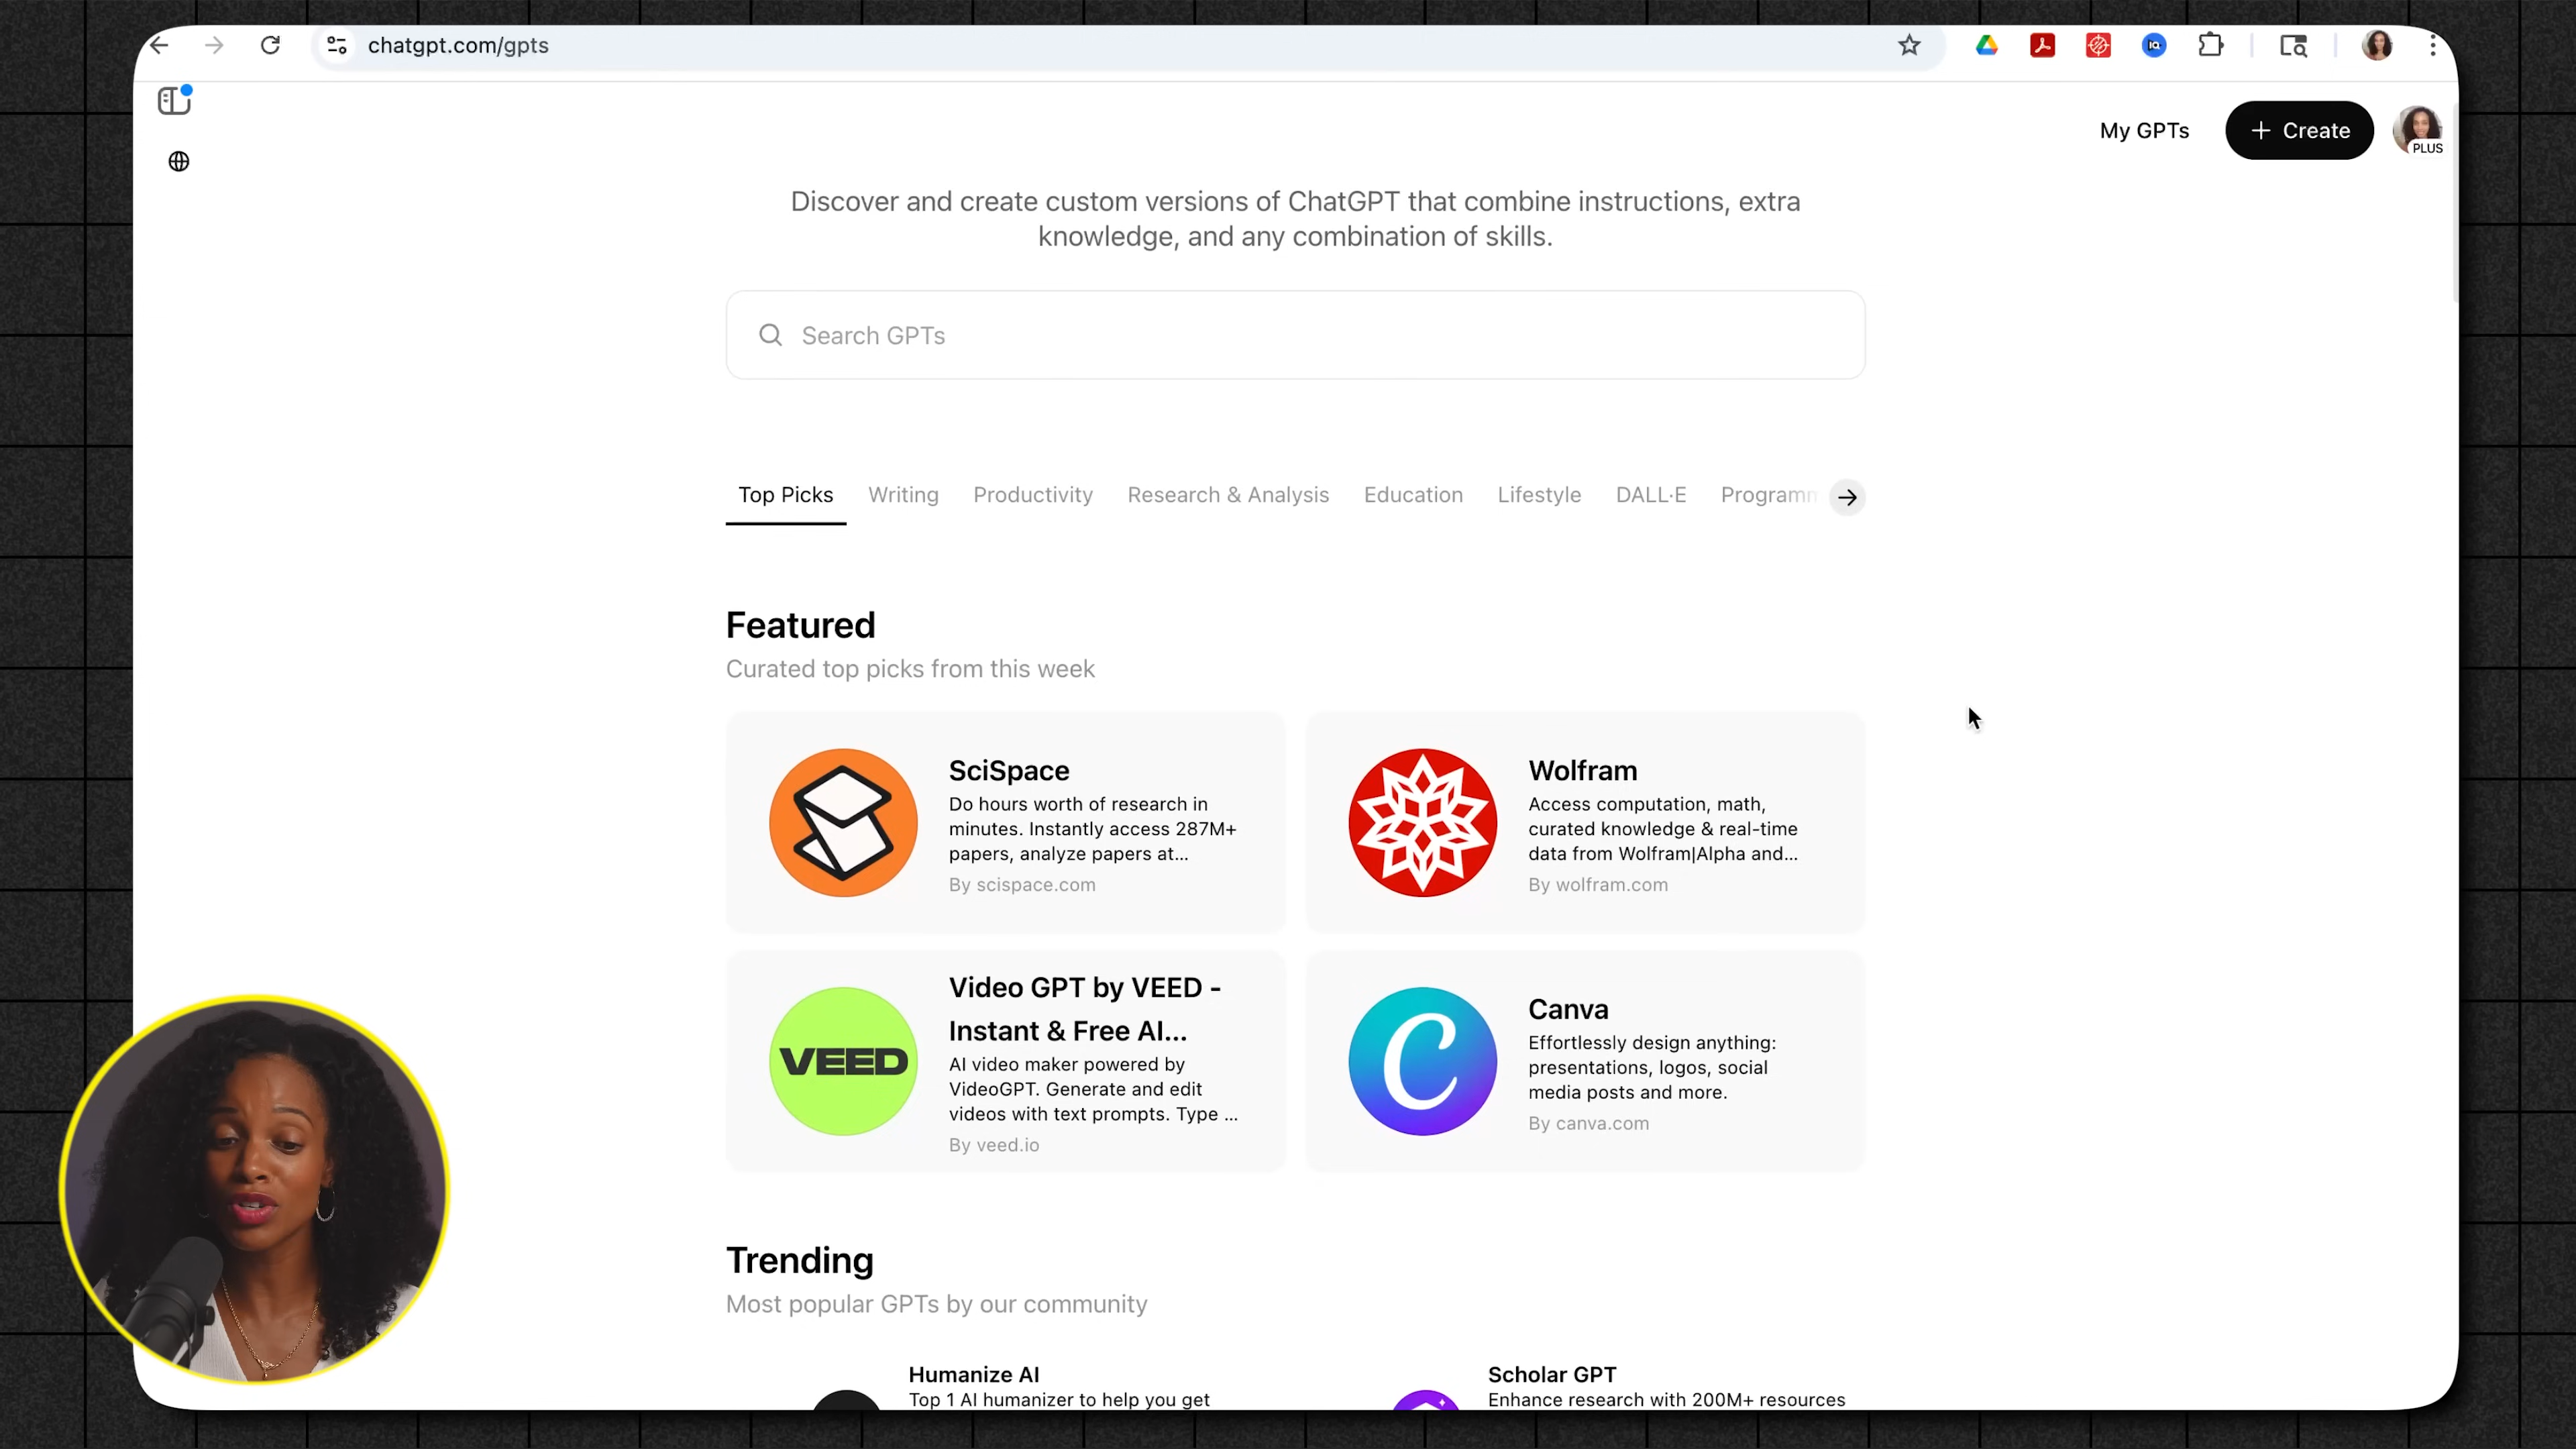 chatgpt.com/gpts
My GPTs
+ Create
PLUS
Discover and create custom versions of ChatGPT that combine instructions, extra
knowledge, and any combination of skills.
Search GPTs
Top Picks Writing Productivity Research & Analysis Education Lifestyle DALL·E Programm
Featured
Curated top picks from this week
SciSpace
Do hours worth of research in
minutes. Instantly access 287M+
papers, analyze papers at...
By scispace.com
Wolfram
Access computation, math,
curated knowledge & real-time
data from Wolfram|Alpha and...
By wolfram.com
VEED
Video GPT by VEED -
Instant & Free AI...
AI video maker powered by
VideoGPT. Generate and edit
videos with text prompts. Type ...
By veed.io
C
Canva
Effortlessly design anything:
presentations, logos, social
media posts and more.
By canva.com
Trending
Most popular GPTs by our community
Humanize AI
Top 1 AI humanizer to help you get
Scholar GPT
Enhance research with 200M+ resources